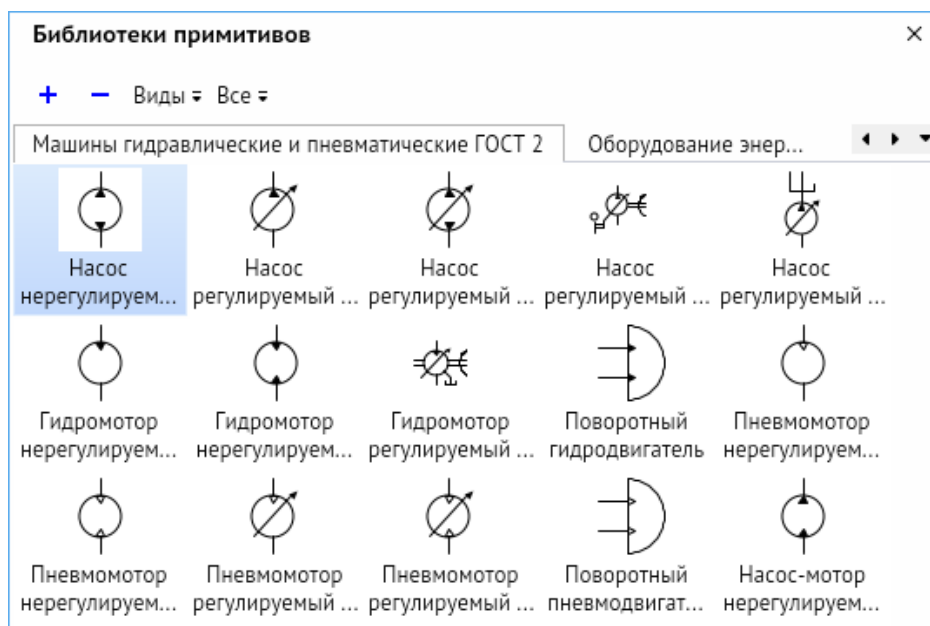 Библиотеки примитивов
Виды Все
Машины гидравлические и пневматические ГОСТ 2 Оборудование энер...
Насос Насос Насос Насос Насос
нерегулируем... регулируемый ... регулируемый ... регулируемый ... регулируемый ...
Гидромотор Гидромотор Гидромотор Поворотный Пневмомотор
нерегулируем... нерегулируем... регулируемый ... гидродвигатель нерегулируем...
Пневмомотор Пневмомотор Пневмомотор Поворотный Насос-мотор
нерегулируем... регулируемый ... регулируемый ... пневмодвигат... нерегулируем...